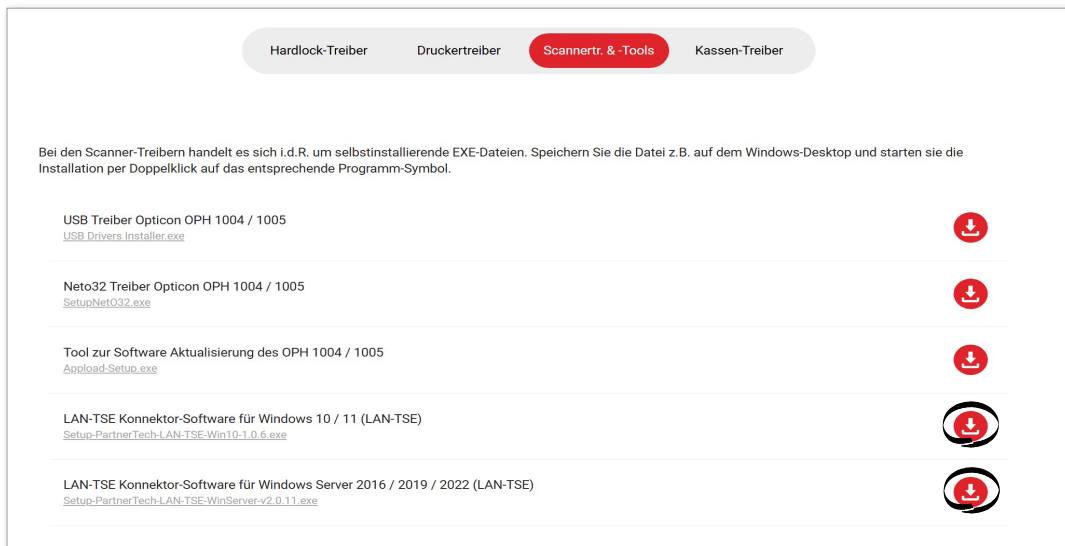 Hardlock-Treiber Druckertreiber Scannertr. & -Tools Kassen-Treiber
Bei den Scanner-Treibern handelt es sich i.d.R. um selbstinstallierende EXE-Dateien. Speichern Sie die Datei z.B. auf dem Windows-Desktop und starten sie die
Installation per Doppelklick auf das entsprechende Programm-Symbol.
USB Treiber Opticon OPH 1004 / 1005
USB Drivers Installer.exe
Neto32 Treiber Opticon OPH 1004 / 1005
SetupNetO32.exe
Tool zur Software Aktualisierung des OPH 1004 / 1005
Appload-Setup.exe
LAN-TSE Konnektor-Software für Windows 10 / 11 (LAN-TSE)
Setup-PartnerTech-LAN-TSE-Win10-1.0.6.exe
LAN-TSE Konnektor-Software für Windows Server 2016 / 2019 / 2022 (LAN-TSE)
Setup-PartnerTech-LAN-TSE-WinServer-v2.0.11.exe